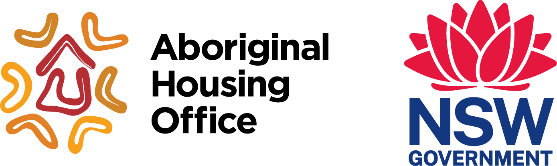 Aboriginal
Housing
Office
NSW
GOVERNMENT